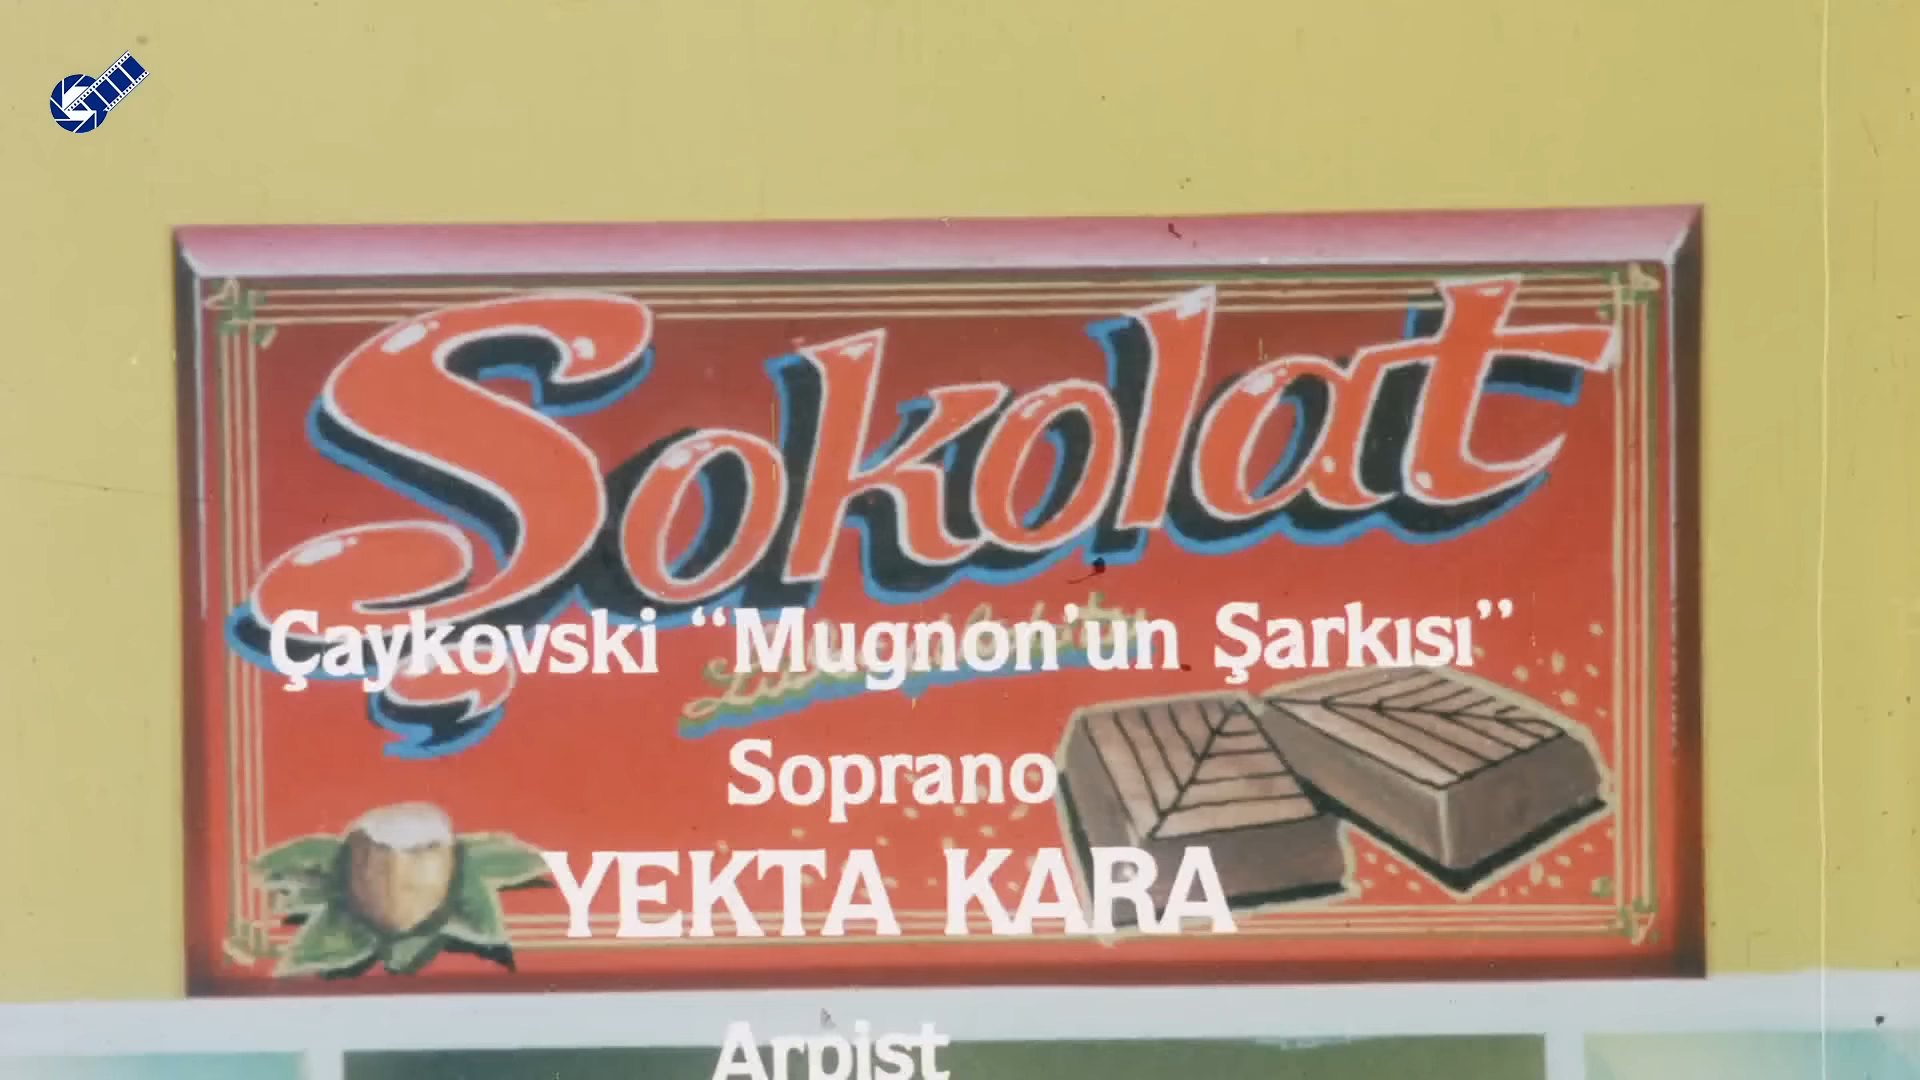 Şokolat
Çaykovski “Mugnon’un Şarkısı”
Soprano
YEKTA KARA
Arpist